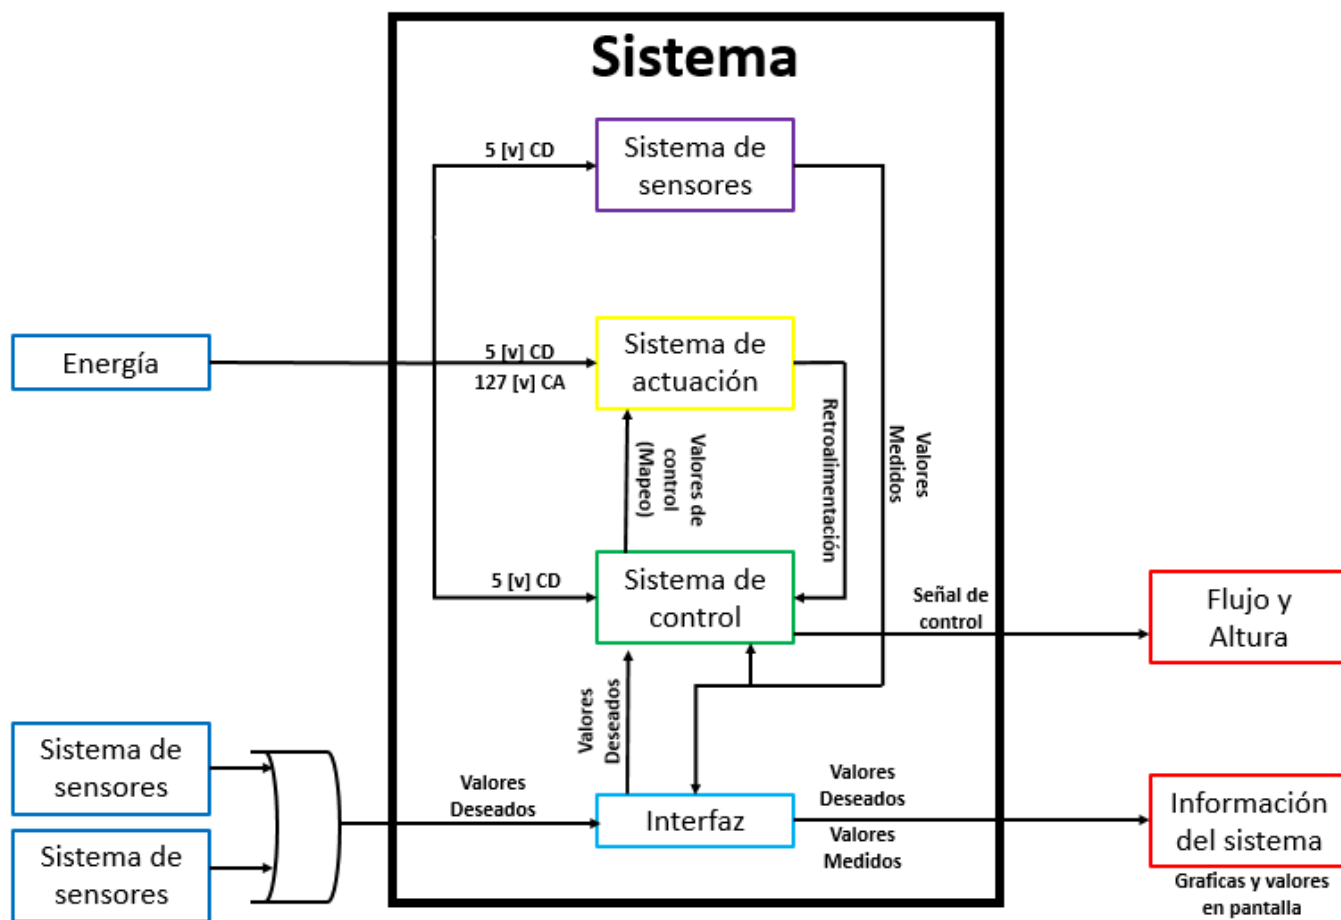 Sistema
5 [v] CD
Sistema de
sensores
Energía
5 [v] CD
127 [v] CA
Sistema de
actuación
Valores de
control
(Mapeo)
Retroalimentación
Valores
Medidos
5 [v] CD
Sistema de
control
Señal de
control
Flujo y
Altura
Valores
Deseados
Sistema de
sensores
Sistema de
sensores
Valores
Deseados
Interfaz
Valores
Deseados
Valores
Medidos
Información
del sistema
Graficas y valores
en pantalla